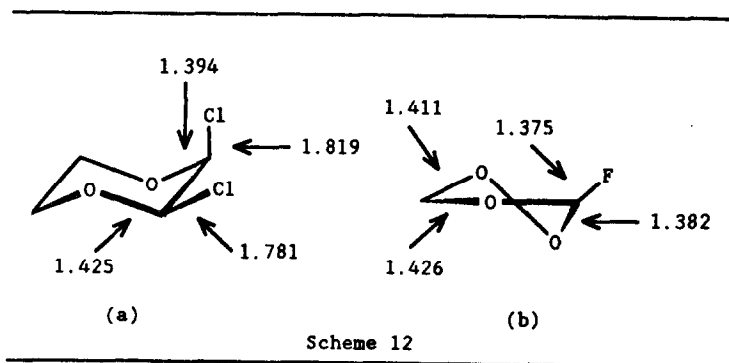 1.394
Cl
1.819
O
O
Cl
1.425
1.781
(a)
1.411
1.375
O
F
O
O
1.382
1.426
(b)
Scheme 12